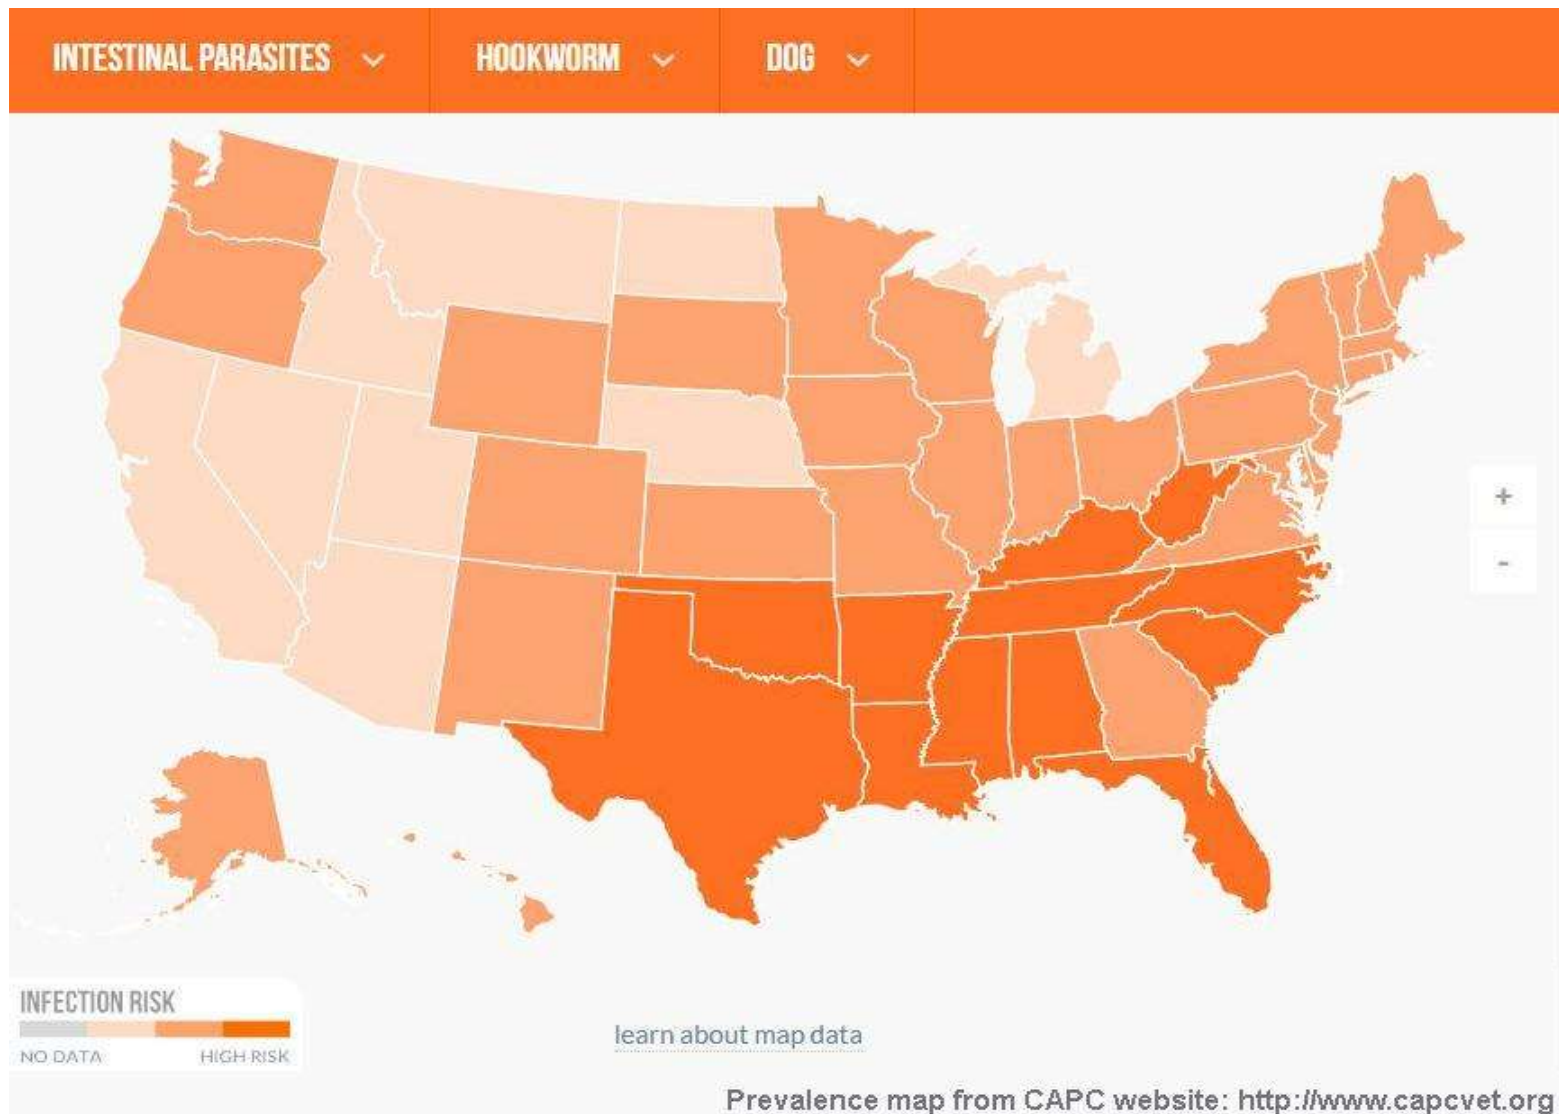 INTESTINAL PARASITES HOOKWORM DOG
+
-
INFECTION RISK
NO DATA HIGH RISK
learn about map data
Prevalence map from CAPC website: http://www.capcvet.org